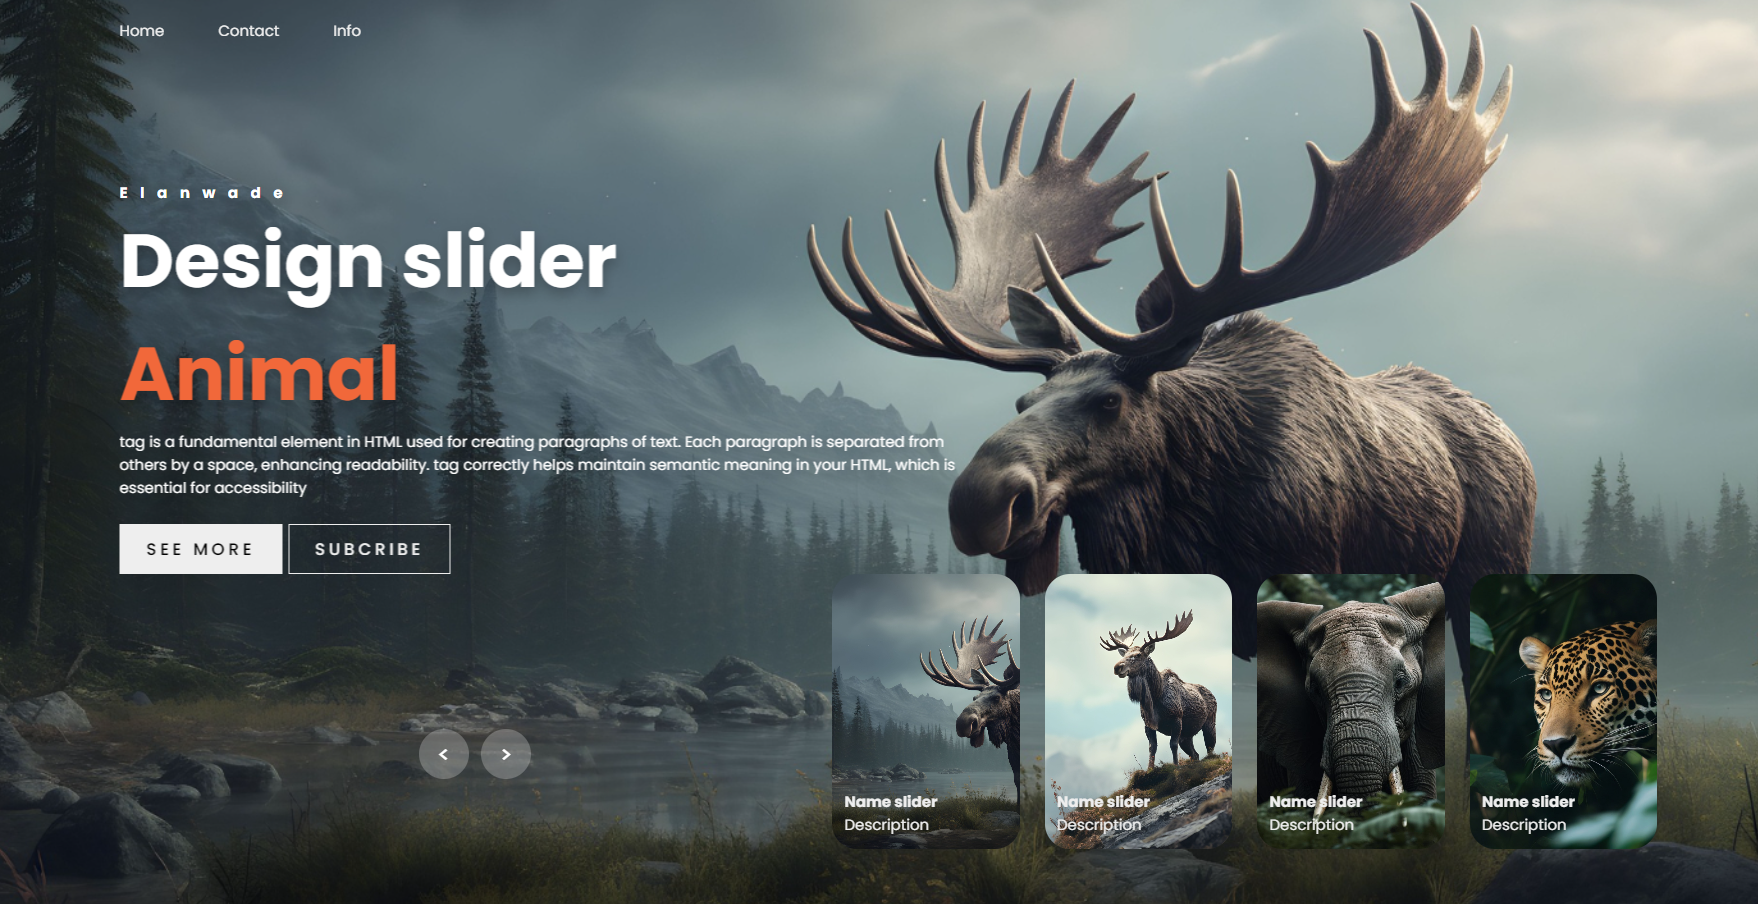 Home Contact Info
Elanwade
Design slider
Animal
tag is a fundamental element in HTML used for creating paragraphs of text. Each paragraph is separated from
others by a space, enhancing readability. tag correctly helps maintain semantic meaning in your HTML, which is
essential for accessibility
SEE MORE SUBCRIBE
< >
Name slider Name slider Name slider Name slider
Description Description Description Description